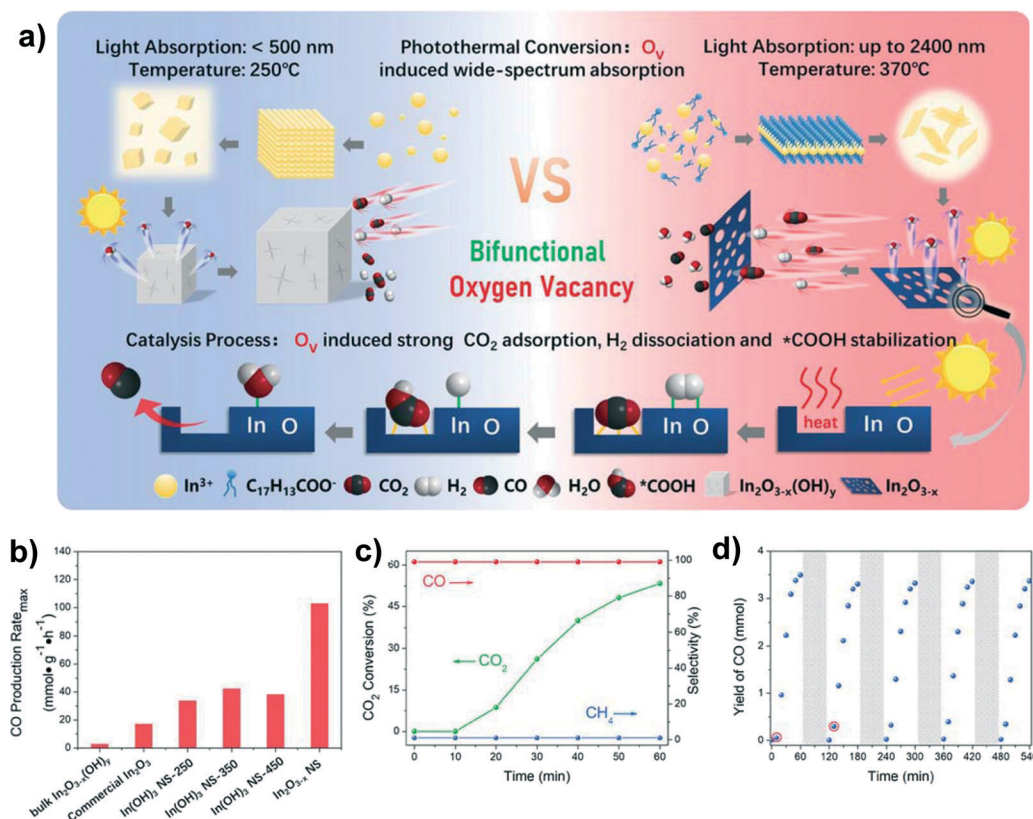 a)
Light Absorption: < 500 nm
Temperature: 250℃
Photothermal Conversion: Oᵥ
induced wide-spectrum absorption
Light Absorption: up to 2400 nm
Temperature: 370℃
VS
Bifunctional
Oxygen Vacancy
Catalysis Process: Oᵥ induced strong CO₂ adsorption, H₂ dissociation and *COOH stabilization
In O
In O
In O
heat
In O
In³⁺ C₁₇H₁₃COO⁻ CO₂ H₂ CO H₂O *COOH In₂O₃₋ₓ(OH)y In₂O₃₋ₓ
b)
CO Production Rate max
(mmol• g⁻¹•h⁻¹)
140
120
100
80
60
40
20
0
bulk In₂O₃₋ₓ(OH)y
Commercial In₂O₃
In(OH)₃ NS-250
In(OH)₃ NS-350
In(OH)₃ NS-450
In₂O₃₋ₓ NS
c)
CO₂ Conversion (%)
60
45
30
15
0
CO
CO₂
CH₄
100
80
60
40
20
0
Selectivity (%)
0 10 20 30 40 50 60
Time (min)
d)
Yield of CO (mmol)
4
3
2
1
0
0 60 120 180 240 300 360 420 480 540
Time (min)